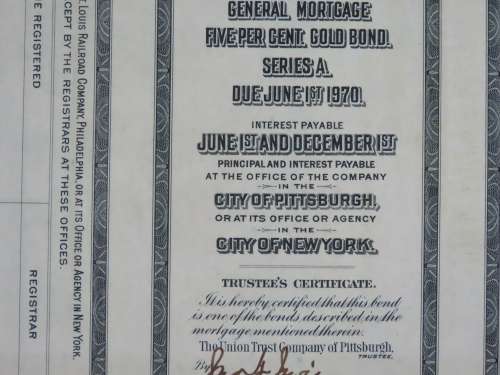 GENERAL MORTGAGE
FIVE PER CENT. GOLD BOND.
SERIES A.
DUE JUNE 1ST 1970.
INTEREST PAYABLE
JUNE 1ST AND DECEMBER 1ST
PRINCIPAL AND INTEREST PAYABLE
AT THE OFFICE OF THE COMPANY
IN THE
CITY OF PITTSBURGH,
OR AT ITS OFFICE OR AGENCY
IN THE
CITY OF NEW YORK.
TRUSTEE'S CERTIFICATE.
It is hereby certified that this bond
is one of the bonds described in the
mortgage mentioned therein.
The Union Trust Company of Pittsburgh,
TRUSTEE,
By
LOUIS RAILROAD COMPANY, PHILADELPHIA, OR AT ITS OFFICE OR AGENCY IN NEW YORK.
CEPT BY THE REGISTRARS AT THESE OFFICES.
E REGISTERED
REGISTRAR